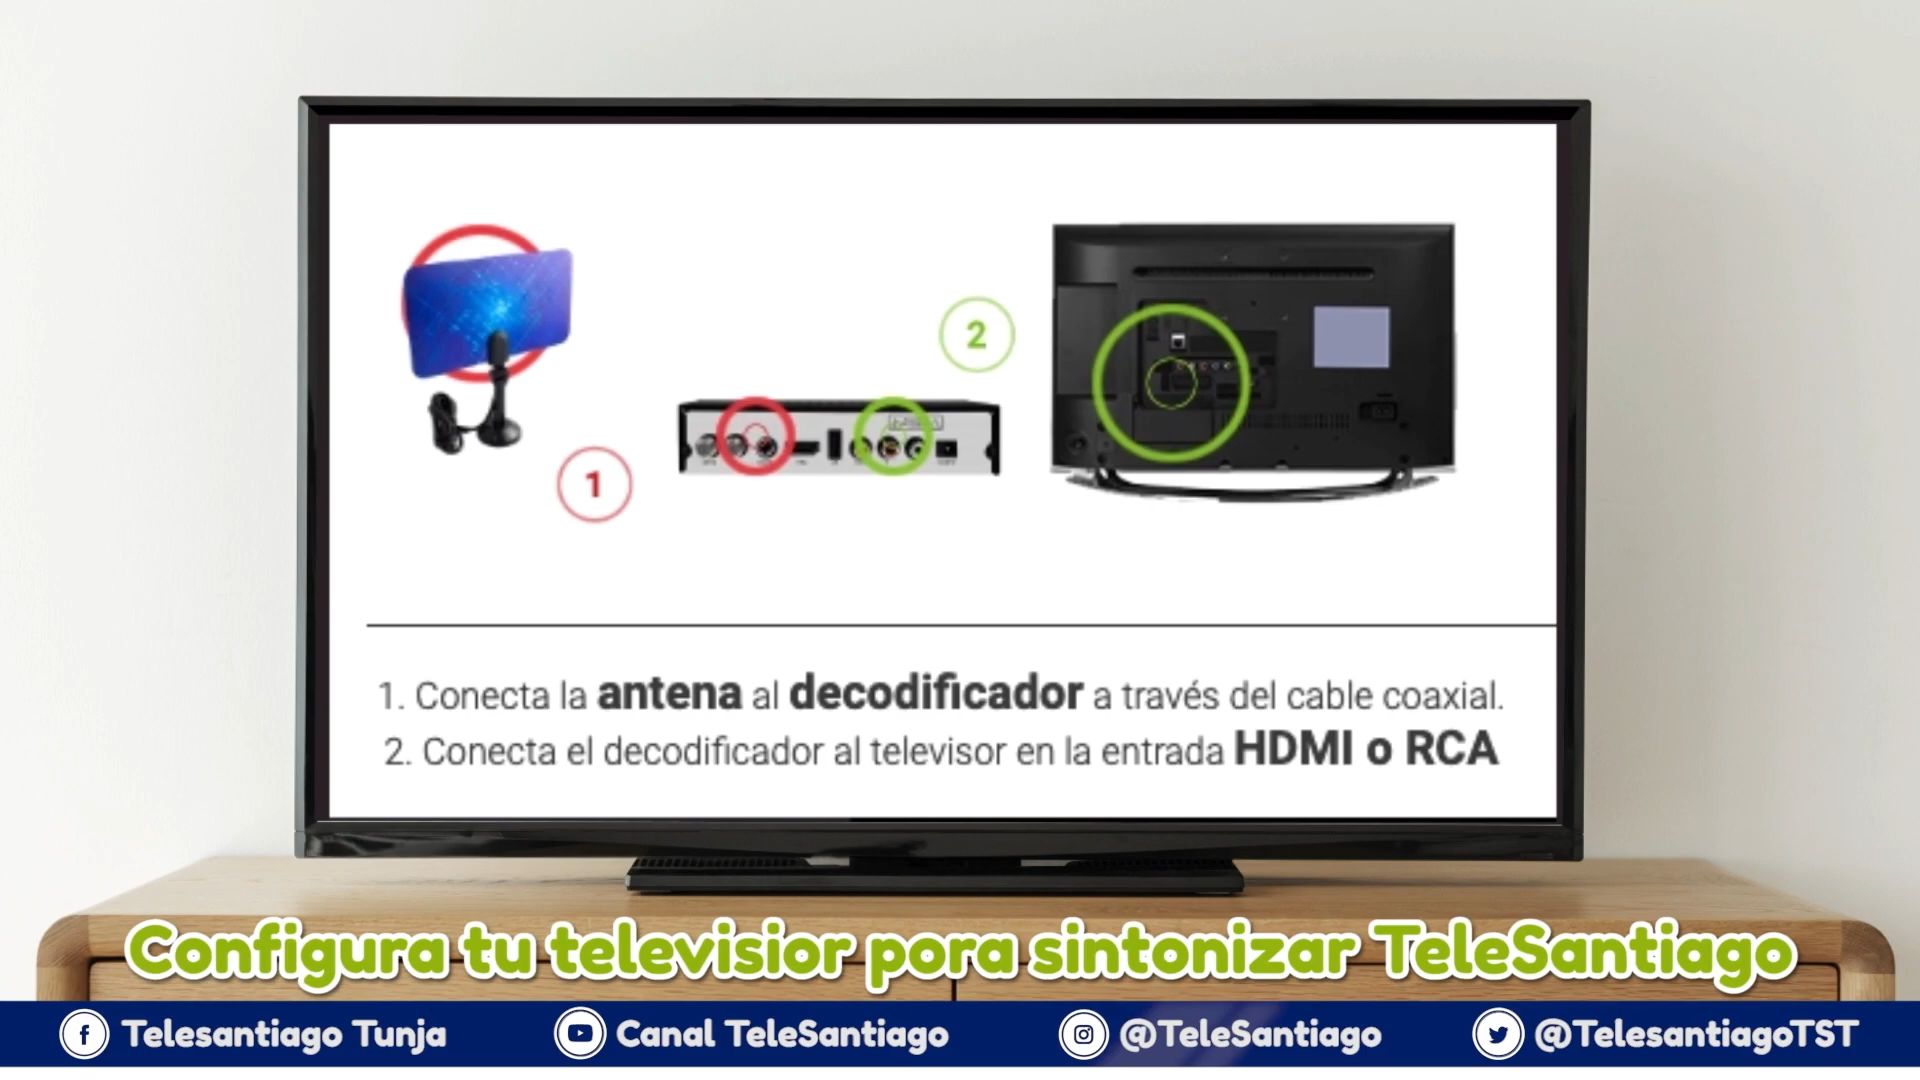 2
1
1. Conecta la antena al decodificador a través del cable coaxial.
2. Conecta el decodificador al televisor en la entrada HDMI o RCA
Configura tu televisior pora sintonizar TeleSantiago
Telesantiago Tunja
Canal TeleSantiago
@TeleSantiago
@TelesantiagoTST